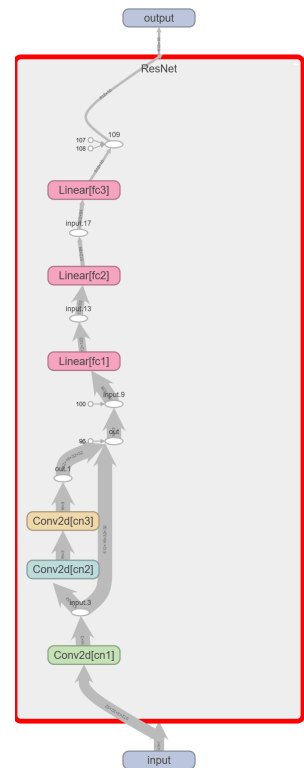 output
ResNet
109
107
108
Linear[fc3]
input.17
Linear[fc2]
input.13
Linear[fc1]
input.9
100
out
96
out.1
Conv2d[cn3]
Conv2d[cn2]
input.3
Conv2d[cn1]
input